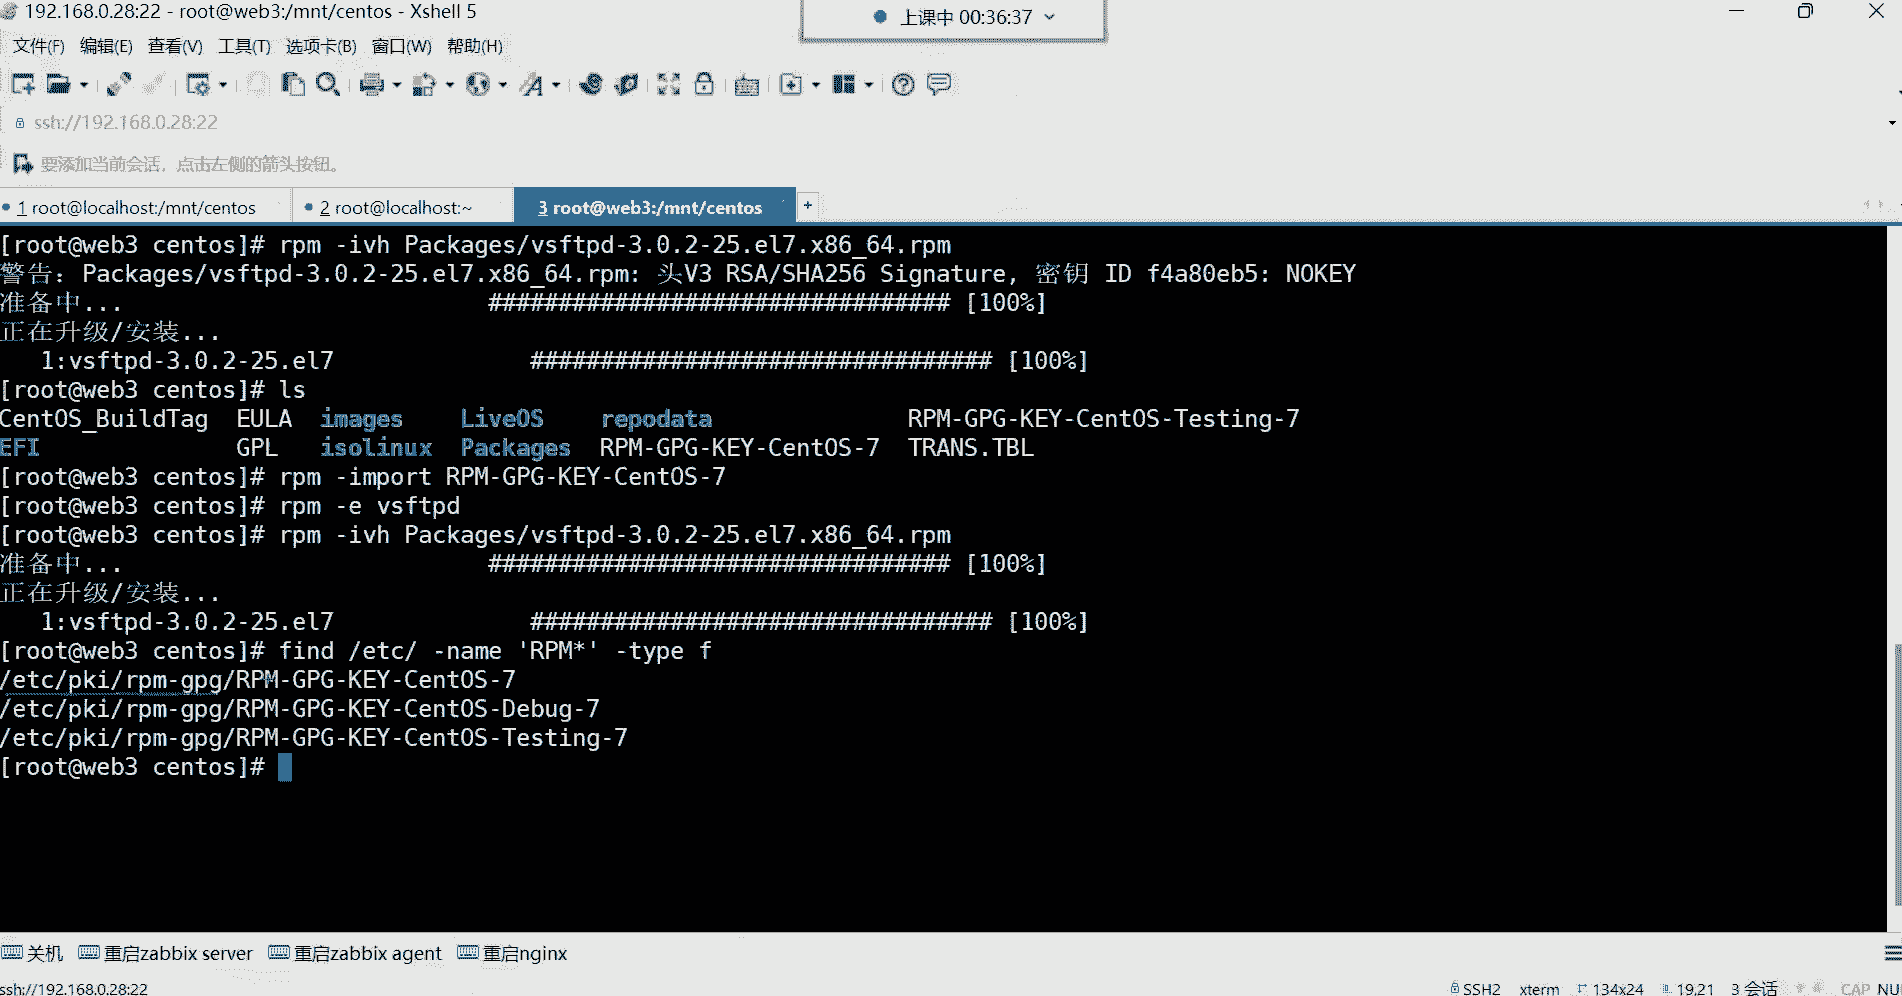 192.168.0.28:22 - root@web3:/mnt/centos - Xshell 5
上课中 00:36:37
文件(F) 编辑(E) 查看(V) 工具(T) 选项卡(B) 窗口(W) 帮助(H)
ssh://192.168.0.28:22
要添加当前会话，点击左侧的箭头按钮。
1 root@localhost:/mnt/centos 2 root@localhost:~ 3 root@web3:/mnt/centos +
[root@web3 centos]# rpm -ivh Packages/vsftpd-3.0.2-25.el7.x86_64.rpm
警告：Packages/vsftpd-3.0.2-25.el7.x86_64.rpm: 头V3 RSA/SHA256 Signature, 密钥 ID f4a80eb5: NOKEY
准备中... ################################# [100%]
正在升级/安装...
1:vsftpd-3.0.2-25.el7 ################################# [100%]
[root@web3 centos]# ls
CentOS_BuildTag EULA images LiveOS repodata RPM-GPG-KEY-CentOS-Testing-7
EFI GPL isolinux Packages RPM-GPG-KEY-CentOS-7 TRANS.TBL
[root@web3 centos]# rpm -import RPM-GPG-KEY-CentOS-7
[root@web3 centos]# rpm -e vsftpd
[root@web3 centos]# rpm -ivh Packages/vsftpd-3.0.2-25.el7.x86_64.rpm
准备中... ################################# [100%]
正在升级/安装...
1:vsftpd-3.0.2-25.el7 ################################# [100%]
[root@web3 centos]# find /etc/ -name 'RPM*' -type f
/etc/pki/rpm-gpg/RPM-GPG-KEY-CentOS-7
/etc/pki/rpm-gpg/RPM-GPG-KEY-CentOS-Debug-7
/etc/pki/rpm-gpg/RPM-GPG-KEY-CentOS-Testing-7
[root@web3 centos]#
关机 重启zabbix server 重启zabbix agent 重启nginx
ssh://192.168.0.28:22 SSH2 xterm 134x24 19,21 3 会话 CAP NU